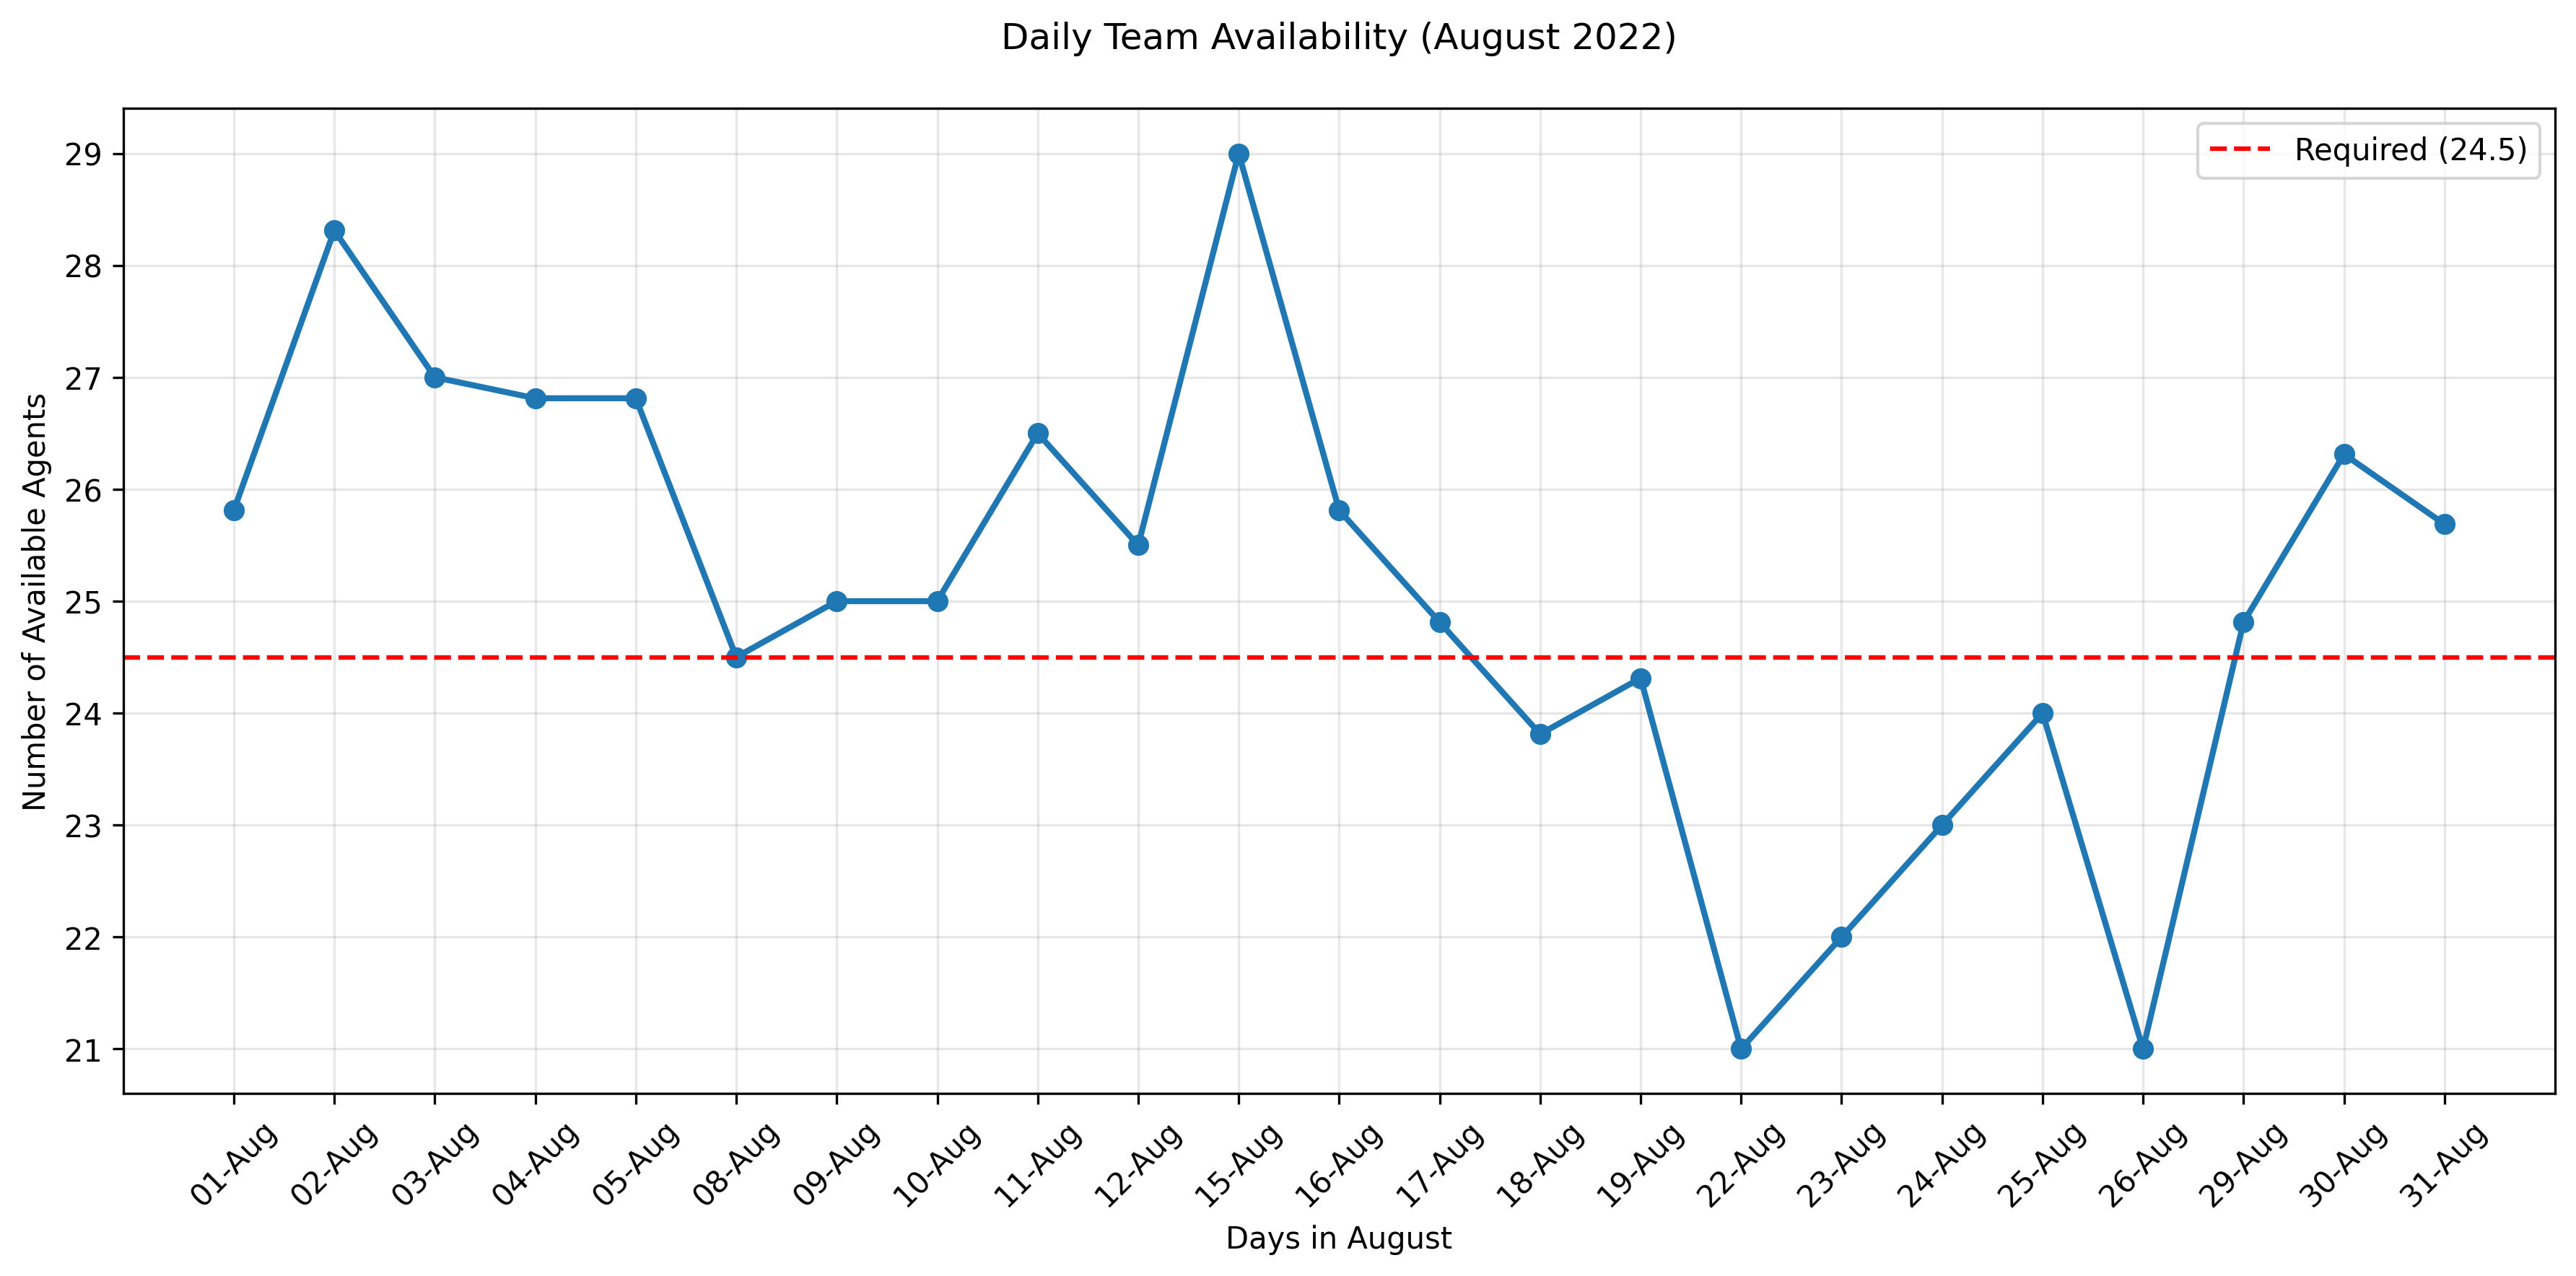 Daily Team Availability (August 2022)
Required (24.5)
Number of Available Agents
29
28
27
26
25
24
23
22
21
01-Aug
02-Aug
03-Aug
04-Aug
05-Aug
08-Aug
09-Aug
10-Aug
11-Aug
12-Aug
15-Aug
16-Aug
17-Aug
18-Aug
19-Aug
22-Aug
23-Aug
24-Aug
25-Aug
26-Aug
29-Aug
30-Aug
31-Aug
Days in August